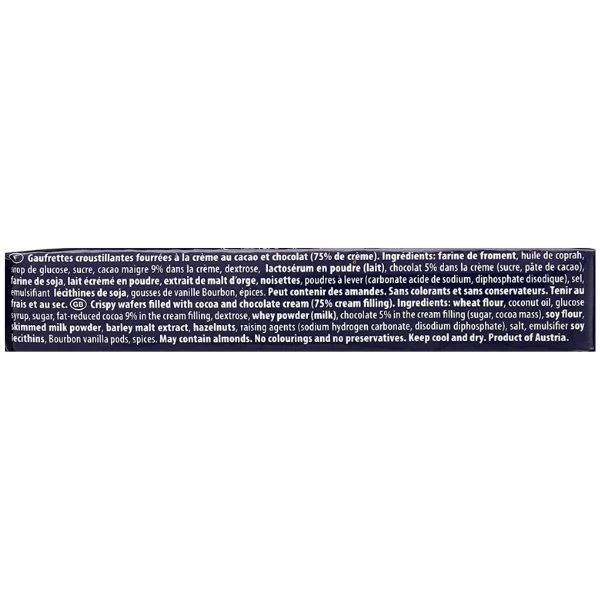 F Gaufrettes croustillantes fourrées à la crème au cacao et chocolat (75% de crème). Ingrédients: farine de froment, huile de coprah,
sirop de glucose, sucre, cacao maigre 9% dans la crème, dextrose, lactosérum en poudre (lait), chocolat 5% dans la crème (sucre, pâte de cacao),
farine de soja, lait écrémé en poudre, extrait de malt d'orge, noisettes, poudres à lever (carbonate acide de sodium, diphosphate disodique), sel,
emulsifiant lécithines de soja, gousses de vanille Bourbon, épices. Peut contenir des amandes. Sans colorants et sans conservateurs. Tenir au
frais et au sec. GB Crispy wafers filled with cocoa and chocolate cream (75% cream filling). Ingredients: wheat flour, coconut oil, glucose
syrup, sugar, fat-reduced cocoa 9% in the cream filling, dextrose, whey powder (milk), chocolate 5% in the cream filling (sugar, cocoa mass), soy flour,
skimmed milk powder, barley malt extract, hazelnuts, raising agents (sodium hydrogen carbonate, disodium diphosphate), salt, emulsifier soy
lecithins, Bourbon vanilla pods, spices. May contain almonds. No colourings and no preservatives. Keep cool and dry. Product of Austria.